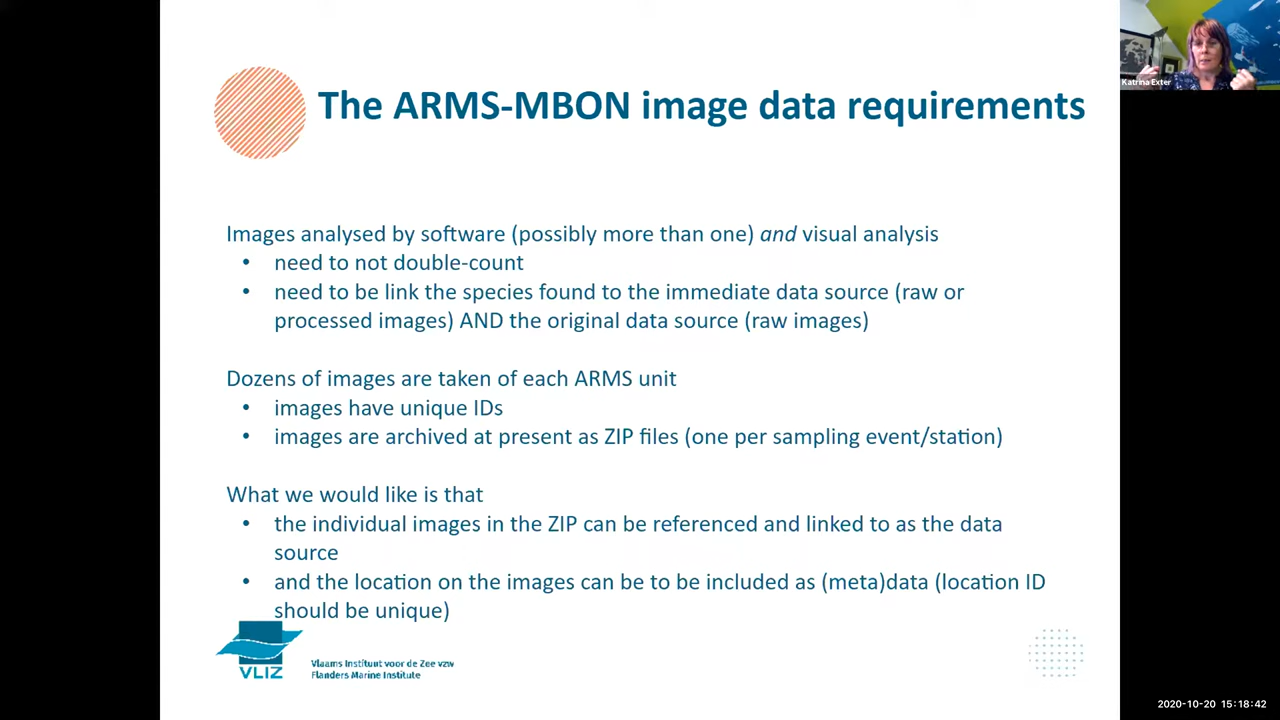 Katrina Exter
The ARMS-MBON image data requirements
Images analysed by software (possibly more than one) and visual analysis
• need to not double-count
• need to be link the species found to the immediate data source (raw or
processed images) AND the original data source (raw images)
Dozens of images are taken of each ARMS unit
• images have unique IDs
• images are archived at present as ZIP files (one per sampling event/station)
What we would like is that
• the individual images in the ZIP can be referenced and linked to as the data
source
• and the location on the images can be to be included as (meta)data (location ID
should be unique)
VLIZ
Vlaams Instituut voor de Zee vzw
Flanders Marine Institute
2020-10-20 15:18:42